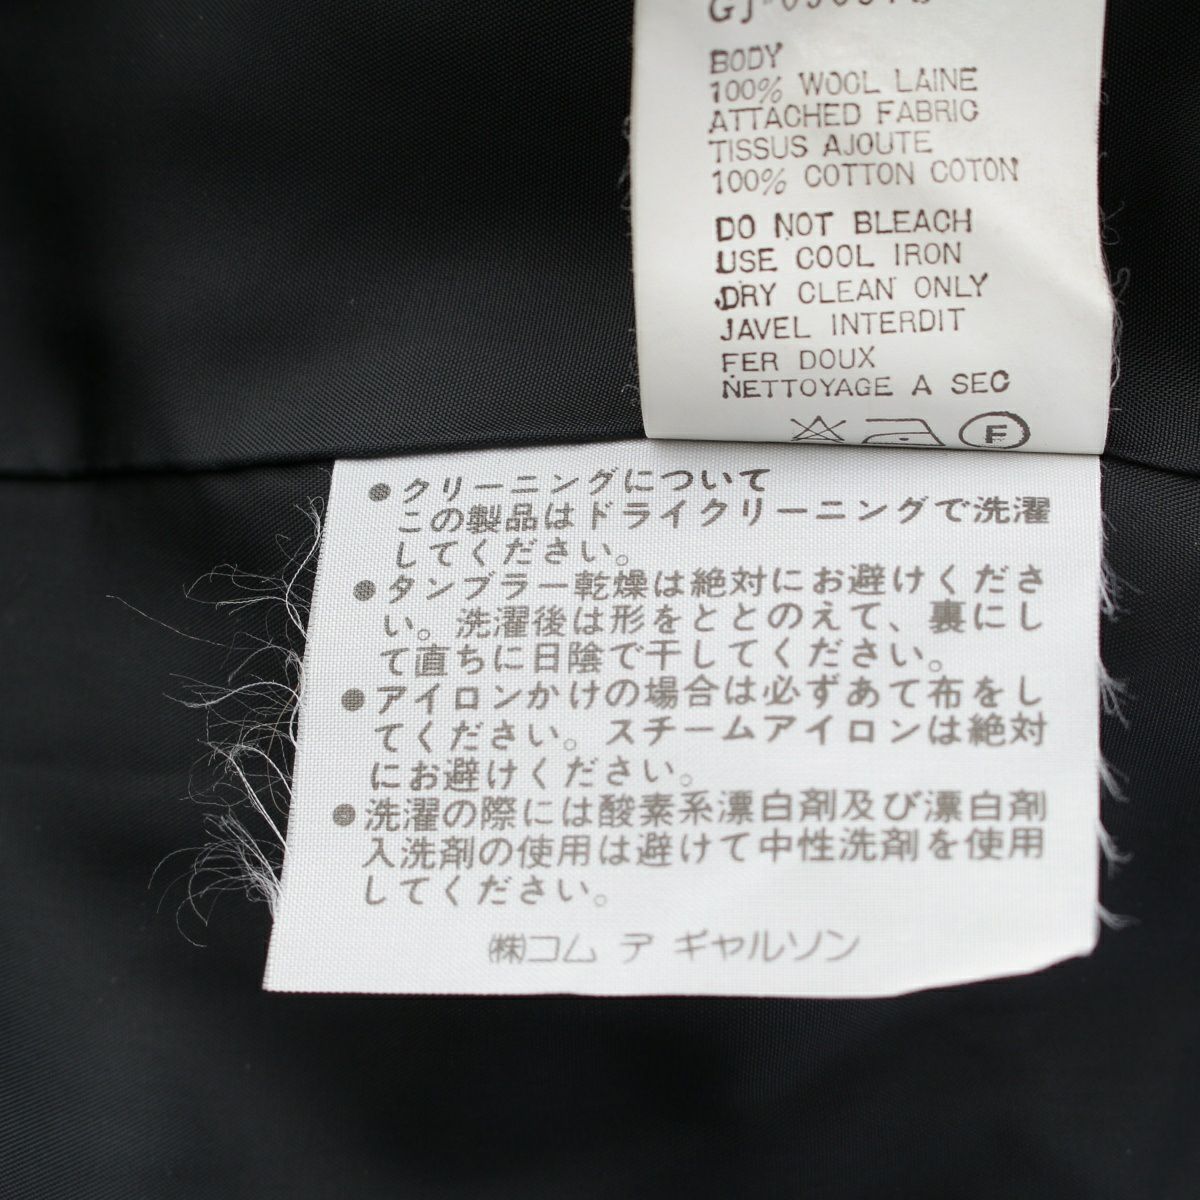 BODY
100% WOOL LAINE
ATTACHED FABRIC
TISSUS AJOUTE
100% COTTON COTON
DO NOT BLEACH
USE COOL IRON
DRY CLEAN ONLY
JAVEL INTERDIT
FER DOUX
NETTOYAGE A SEC
F
●クリーニングについて
この製品はドライクリーニングで洗濯
してください。
●タンブラー乾燥は絶対にお避けくださ
い。洗濯後は形をととのえて、裏にし
て直ちに日陰で干してください。
●アイロンかけの場合は必ずあて布をし
てください。スチームアイロンは絶対
にお避けください。
●洗濯の際には酸素系漂白剤及び漂白剤
入洗剤の使用は避けて中性洗剤を使用
してください。
㈱コム デ ギャルソン